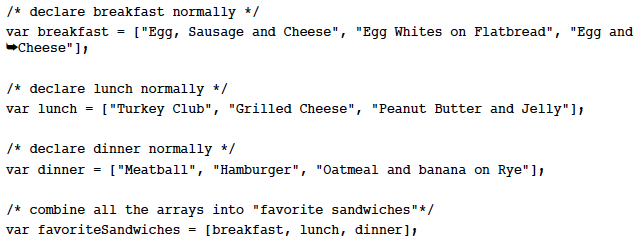 /* declare breakfast normally */
var breakfast = ["Egg, Sausage and Cheese", "Egg Whites on Flatbread", "Egg and
➥Cheese"];
/* declare lunch normally */
var lunch = ["Turkey Club", "Grilled Cheese", "Peanut Butter and Jelly"];
/* declare dinner normally */
var dinner = ["Meatball", "Hamburger", "Oatmeal and banana on Rye"];
/* combine all the arrays into "favorite sandwiches"*/
var favoriteSandwiches = [breakfast, lunch, dinner];